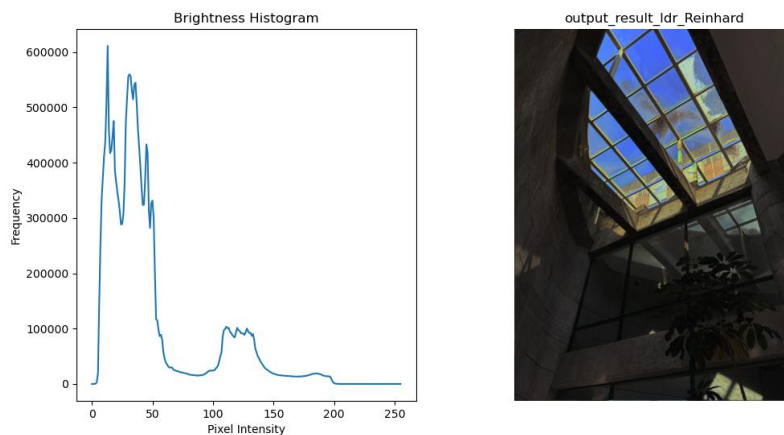 Brightness Histogram
600000
500000
400000
300000
200000
100000
0
Frequency
0 50 100 150 200 250
Pixel Intensity
output_result_ldr_Reinhard